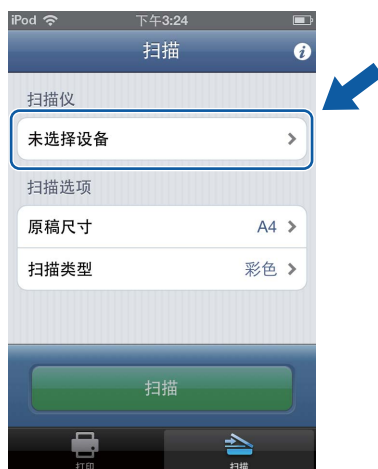 iPod 下午3:24
扫描
扫描仪
未选择设备
扫描选项
原稿尺寸 A4
扫描类型 彩色
扫描
打印 扫描